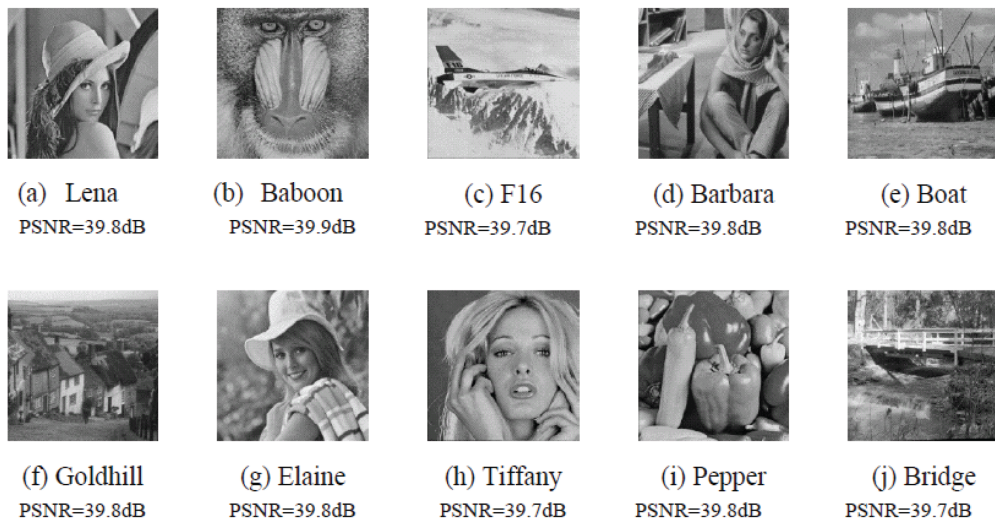 (a) Lena
PSNR=39.8dB
(b) Baboon
PSNR=39.9dB
(c) F16
PSNR=39.7dB
(d) Barbara
PSNR=39.8dB
(e) Boat
PSNR=39.8dB
(f) Goldhill
PSNR=39.8dB
(g) Elaine
PSNR=39.8dB
(h) Tiffany
PSNR=39.7dB
(i) Pepper
PSNR=39.8dB
(j) Bridge
PSNR=39.7dB